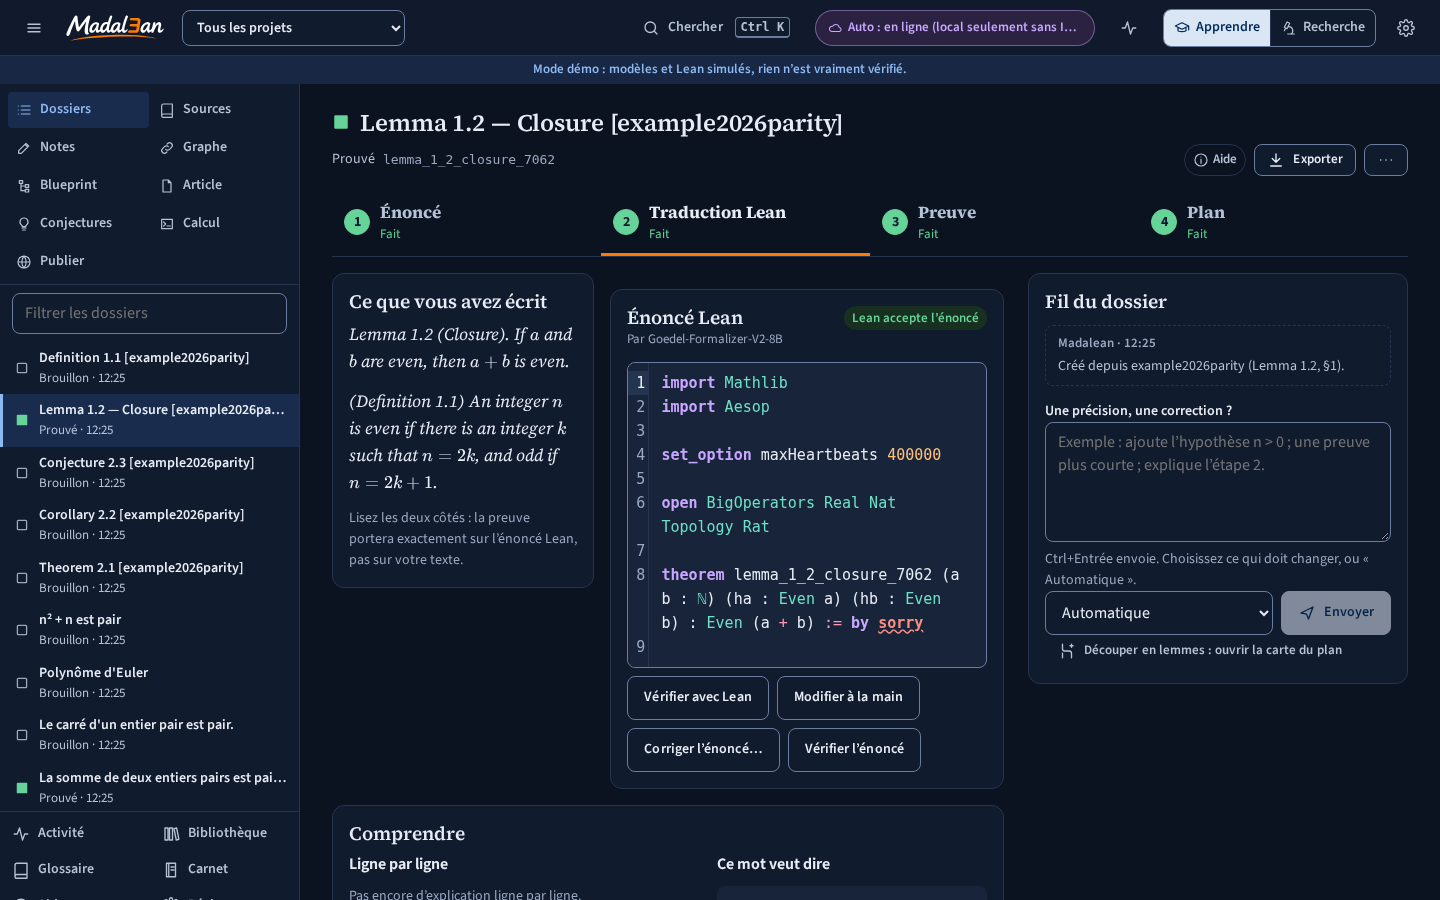 MadalƎan
Tous les projets
Chercher
Ctrl K
Auto : en ligne (local seulement sans I…
Apprendre
Recherche
Mode démo : modèles et Lean simulés, rien n’est vraiment vérifié.
Dossiers
Sources
Notes
Graphe
Blueprint
Article
Conjectures
Calcul
Publier
Filtrer les dossiers
Definition 1.1 [example2026parity]
Brouillon · 12:25
Lemma 1.2 — Closure [example2026pa…
Prouvé · 12:25
Conjecture 2.3 [example2026parity]
Brouillon · 12:25
Corollary 2.2 [example2026parity]
Brouillon · 12:25
Theorem 2.1 [example2026parity]
Brouillon · 12:25
n² + n est pair
Brouillon · 12:25
Polynôme d'Euler
Brouillon · 12:25
Le carré d'un entier pair est pair.
Brouillon · 12:25
La somme de deux entiers pairs est pai…
Prouvé · 12:25
Activité
Bibliothèque
Glossaire
Carnet
Lemma 1.2 — Closure [example2026parity]
Prouvé lemma_1_2_closure_7062
Aide
Exporter
···
1
Énoncé
Fait
2
Traduction Lean
Fait
3
Preuve
Fait
4
Plan
Fait
Ce que vous avez écrit
Lemma 1.2 (Closure). If a and
b are even, then a + b is even.
(Definition 1.1) An integer n
is even if there is an integer k
such that n = 2k, and odd if
n = 2k + 1.
Lisez les deux côtés : la preuve
portera exactement sur l’énoncé Lean,
pas sur votre texte.
Énoncé Lean
Lean accepte l’énoncé
Par Goedel-Formalizer-V2-8B
1 import Mathlib
2 import Aesop
3
4 set_option maxHeartbeats 400000
5
6 open BigOperators Real Nat
Topology Rat
7
8 theorem lemma_1_2_closure_7062 (a
b : ℕ) (ha : Even a) (hb : Even
b) : Even (a + b) := by sorry
9
Vérifier avec Lean
Modifier à la main
Corriger l’énoncé…
Vérifier l’énoncé
Comprendre
Ligne par ligne
Pas encore d’explication ligne par ligne.
Ce mot veut dire
Fil du dossier
Madalean · 12:25
Créé depuis example2026parity (Lemma 1.2, §1).
Une précision, une correction ?
Exemple : ajoute l’hypothèse n > 0 ; une preuve
plus courte ; explique l’étape 2.
Ctrl+Entrée envoie. Choisissez ce qui doit changer, ou «
Automatique ».
Automatique
Envoyer
Découper en lemmes : ouvrir la carte du plan